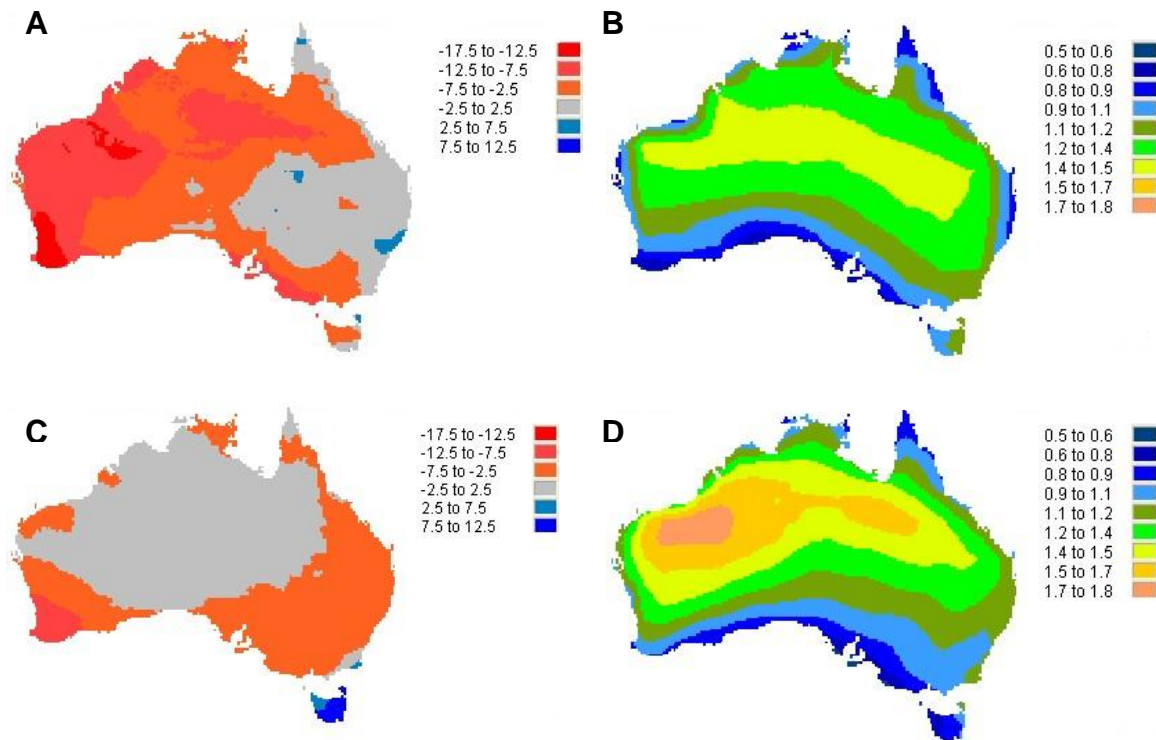 A
-17.5 to -12.5
-12.5 to -7.5
-7.5 to -2.5
-2.5 to 2.5
2.5 to 7.5
7.5 to 12.5
B
0.5 to 0.6
0.6 to 0.8
0.8 to 0.9
0.9 to 1.1
1.1 to 1.2
1.2 to 1.4
1.4 to 1.5
1.5 to 1.7
1.7 to 1.8
C
-17.5 to -12.5
-12.5 to -7.5
-7.5 to -2.5
-2.5 to 2.5
2.5 to 7.5
7.5 to 12.5
D
0.5 to 0.6
0.6 to 0.8
0.8 to 0.9
0.9 to 1.1
1.1 to 1.2
1.2 to 1.4
1.4 to 1.5
1.5 to 1.7
1.7 to 1.8